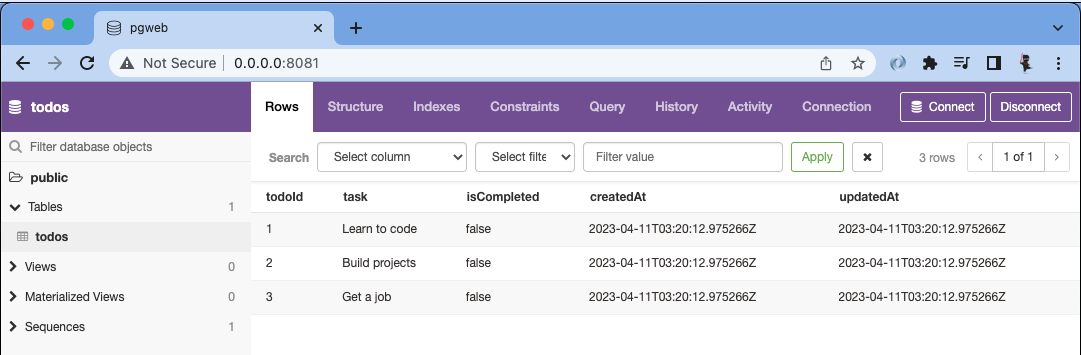 pgweb
Not Secure 0.0.0.0:8081
todos
Rows Structure Indexes Constraints Query History Activity Connection Connect Disconnect
Filter database objects
Search Select column Select filte Filter value Apply 3 rows 1 of 1
public
Tables 1
todos
Views 0
Materialized Views 0
Sequences 1
todoId task isCompleted createdAt updatedAt
1 Learn to code false 2023-04-11T03:20:12.975266Z 2023-04-11T03:20:12.975266Z
2 Build projects false 2023-04-11T03:20:12.975266Z 2023-04-11T03:20:12.975266Z
3 Get a job false 2023-04-11T03:20:12.975266Z 2023-04-11T03:20:12.975266Z